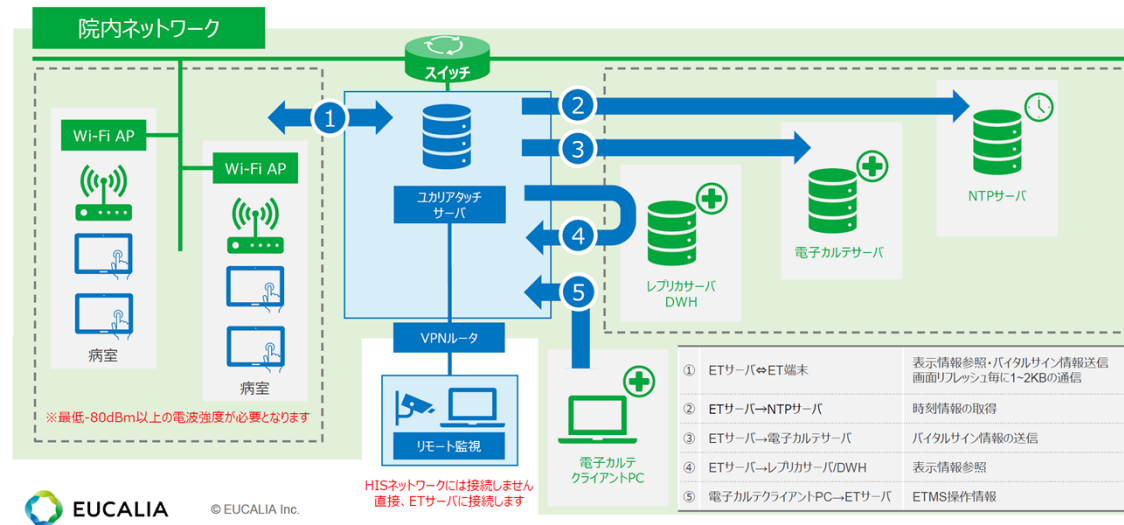 院内ネットワーク
スイッチ
Wi-Fi AP
Wi-Fi AP
病室
病室
※最低-80dBm以上の電波強度が必要となります
1
2
3
4
5
ユカリアタッチ
サーバ
VPNルータ
リモート監視
HISネットワークには接続しません
直接、ETサーバに接続します
NTPサーバ
電子カルテサーバ
レプリカサーバ
DWH
電子カルテ
クライアントPC
① ETサーバ⇔ET端末 表示情報参照・バイタルサイン情報送信
画面リフレッシュ毎に1~2KBの通信
② ETサーバ→NTPサーバ 時刻情報の取得
③ ETサーバ→電子カルテサーバ バイタルサイン情報の送信
④ ETサーバ→レプリカサーバ/DWH 表示情報参照
⑤ 電子カルテクライアントPC→ETサーバ ETMS操作情報
EUCALIA
© EUCALIA Inc.